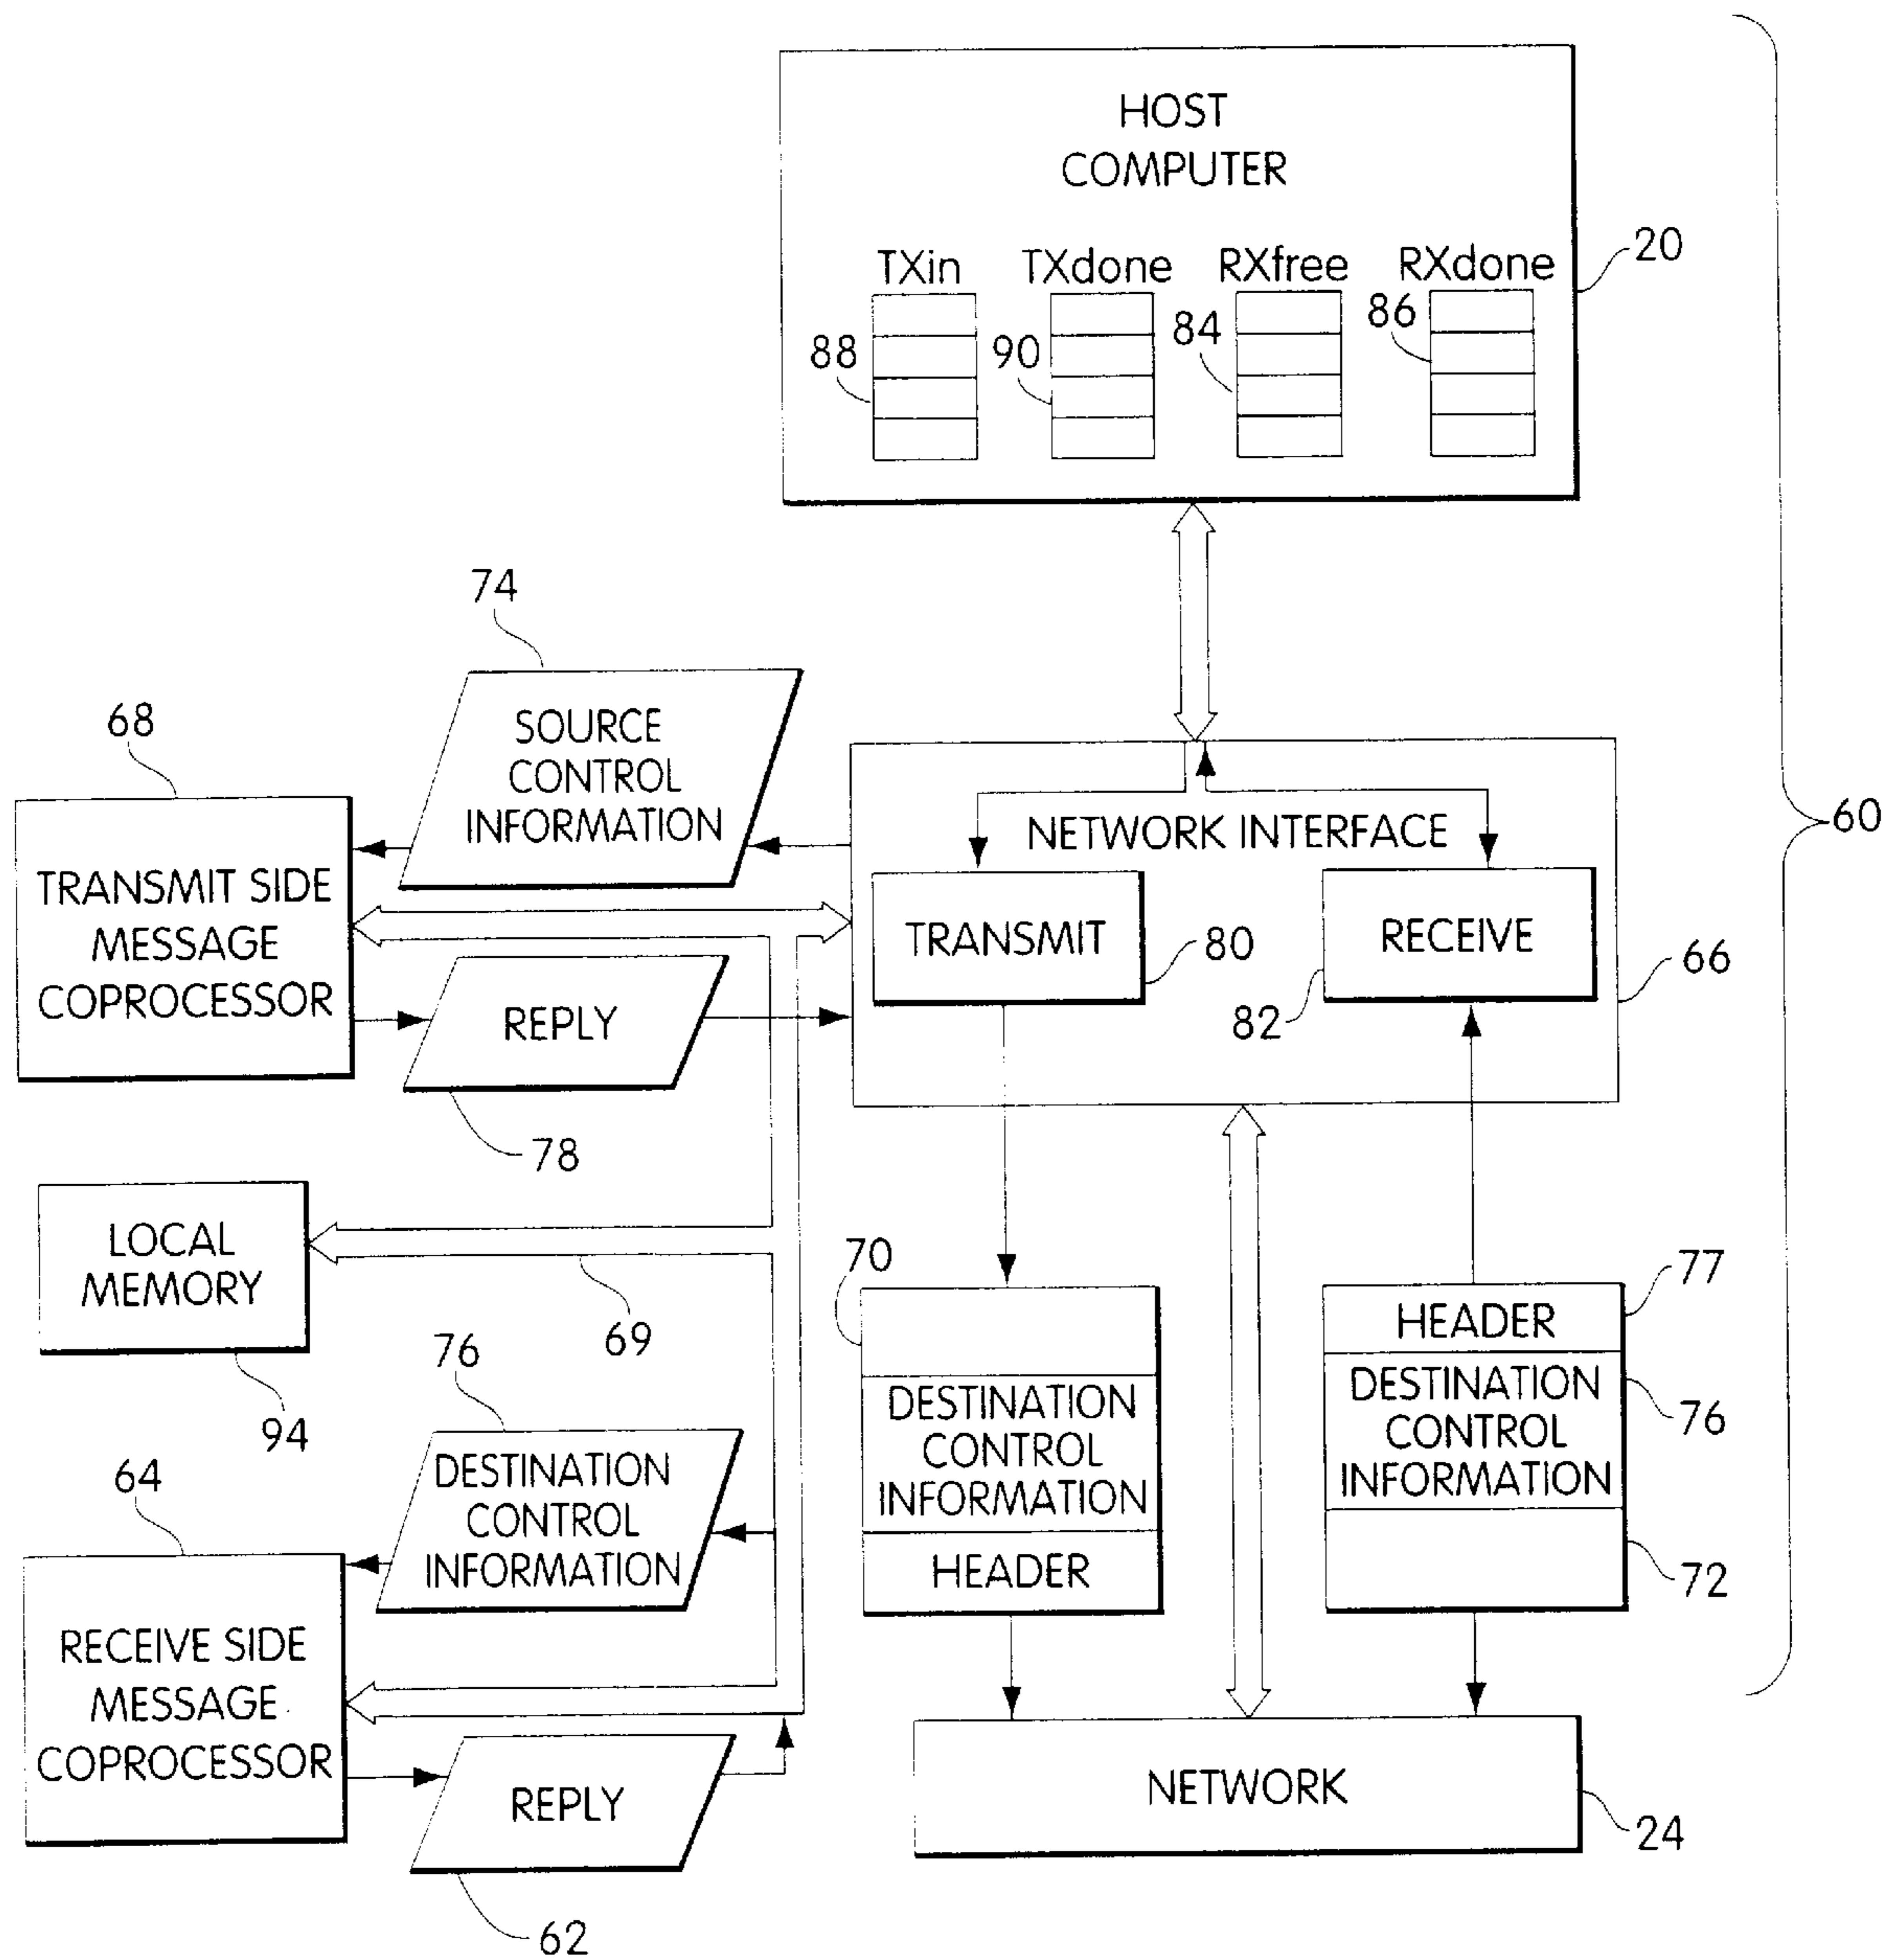 HOST
COMPUTER
TXin
TXdone
RXfree
RXdone
20
88
90
84
86
74
SOURCE
CONTROL
INFORMATION
68
TRANSMIT SIDE
MESSAGE
COPROCESSOR
NETWORK INTERFACE
60
TRANSMIT
80
RECEIVE
82
66
REPLY
78
LOCAL
MEMORY
94
69
70
DESTINATION
CONTROL
INFORMATION
HEADER
77
HEADER
DESTINATION
CONTROL
INFORMATION
76
72
76
DESTINATION
CONTROL
INFORMATION
64
RECEIVE SIDE
MESSAGE
COPROCESSOR
REPLY
62
NETWORK
24